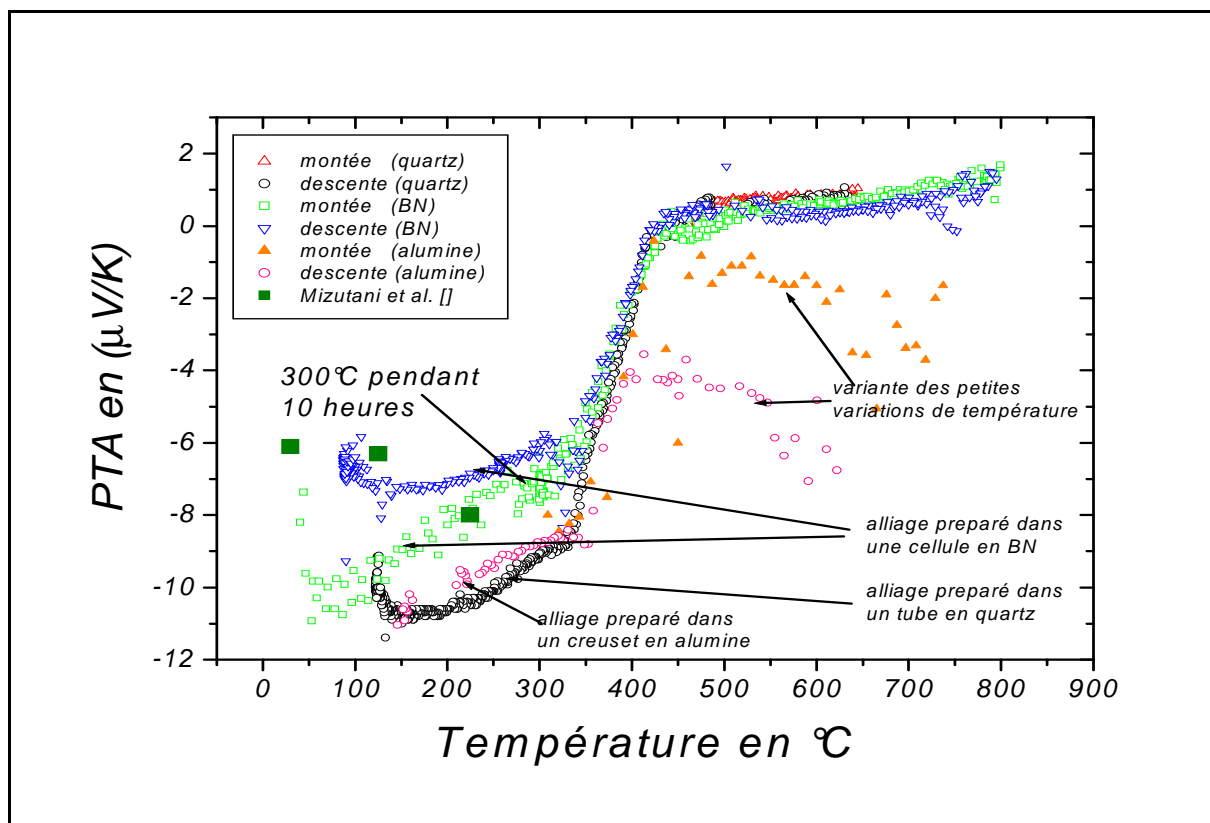 PTA en (µV/K)
2
0
-2
-4
-6
-8
-10
-12
montée (quartz)
descente (quartz)
montée (BN)
descente (BN)
montée (alumine)
descente (alumine)
Mizutani et al. []
300°C pendant
10 heures
variante des petites
variations de température
alliage preparé dans
une cellule en BN
alliage preparé dans
un tube en quartz
alliage preparé dans
un creuset en alumine
0 100 200 300 400 500 600 700 800 900
Température en °C